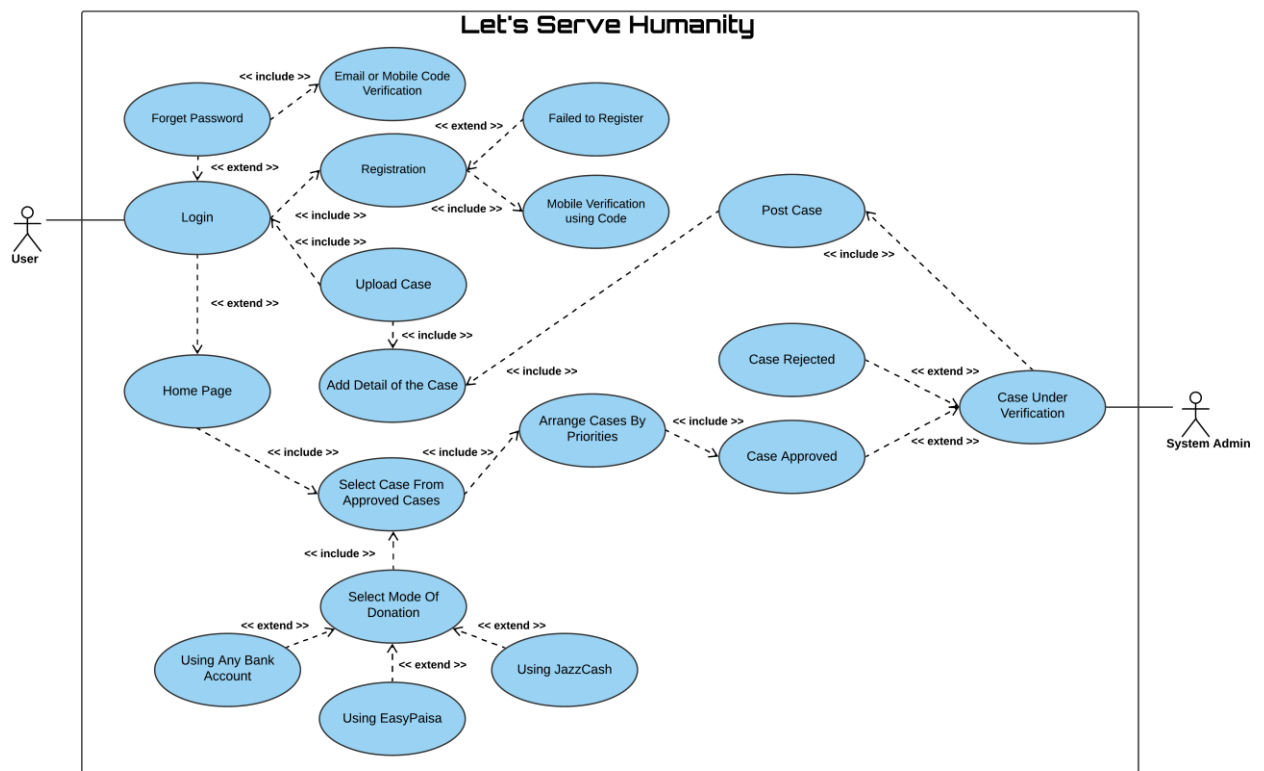 Let's Serve Humanity
<< include >>
Email or Mobile Code
Verification
Forget Password
Failed to Register
<< extend >>
<< extend >>
Registration
Login
<< include >>
<< include >>
Mobile Verification
using Code
Post Case
User
<< include >>
<< include >>
Upload Case
<< extend >>
<< include >>
Add Detail of the Case
<< include >>
Case Rejected
<< extend >>
Home Page
Case Under
Verification
Arrange Cases By
Priorities
<< include >>
<< extend >>
System Admin
<< include >>
<< include >>
Case Approved
Select Case From
Approved Cases
<< include >>
Select Mode Of
Donation
<< extend >>
<< extend >>
Using Any Bank
Account
<< extend >>
Using JazzCash
Using EasyPaisa